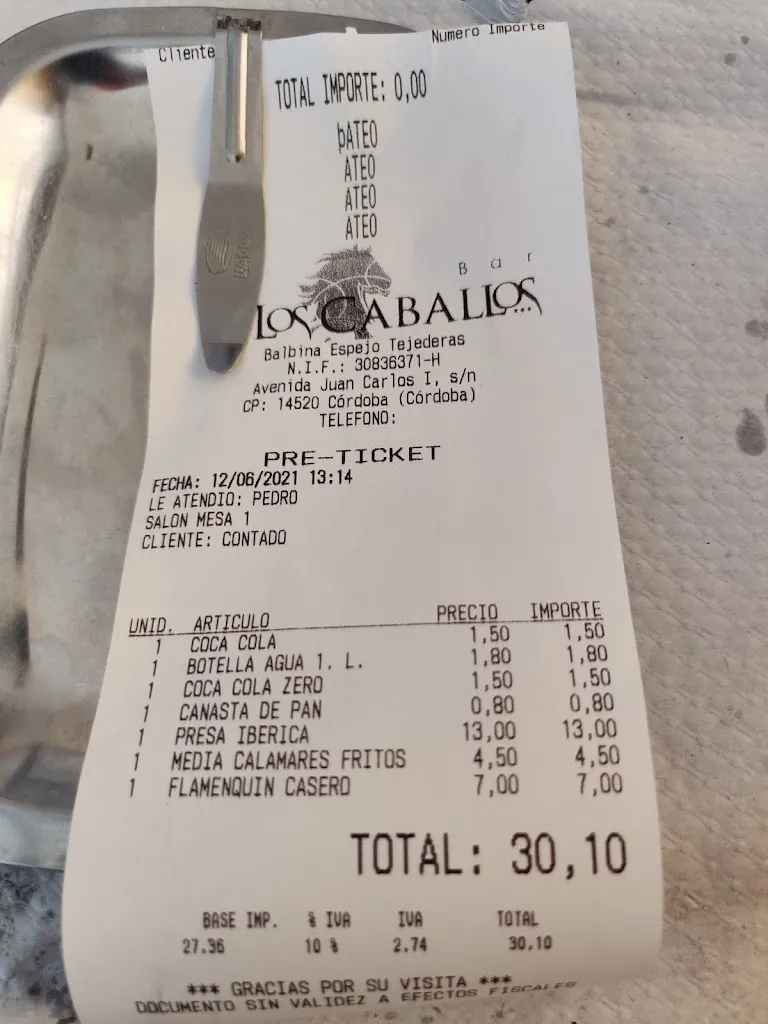 Cliente Numero Importe
TOTAL IMPORTE: 0,00
þATEO
ATEO
ATEO
ATEO
Bar
LOS CABALLOS...
Balbina Espejo Tejederas
N.I.F.: 30836371-H
Avenida Juan Carlos I, s/n
CP: 14520 Córdoba (Córdoba)
TELEFONO:
PRE-TICKET
FECHA: 12/06/2021 13:14
LE ATENDIO: PEDRO
SALON MESA 1
CLIENTE: CONTADO
UNID. ARTICULO PRECIO IMPORTE
1 COCA COLA 1,50 1,50
1 BOTELLA AGUA 1. L. 1,80 1,80
1 COCA COLA ZERO 1,50 1,50
1 CANASTA DE PAN 0,80 0,80
1 PRESA IBERICA 13,00 13,00
1 MEDIA CALAMARES FRITOS 4,50 4,50
1 FLAMENQUIN CASERO 7,00 7,00
TOTAL: 30,10
BASE IMP. % IVA IVA TOTAL
27.36 10 % 2.74 30.10
*** GRACIAS POR SU VISITA ***
DOCUMENTO SIN VALIDEZ A EFECTOS FISCALES